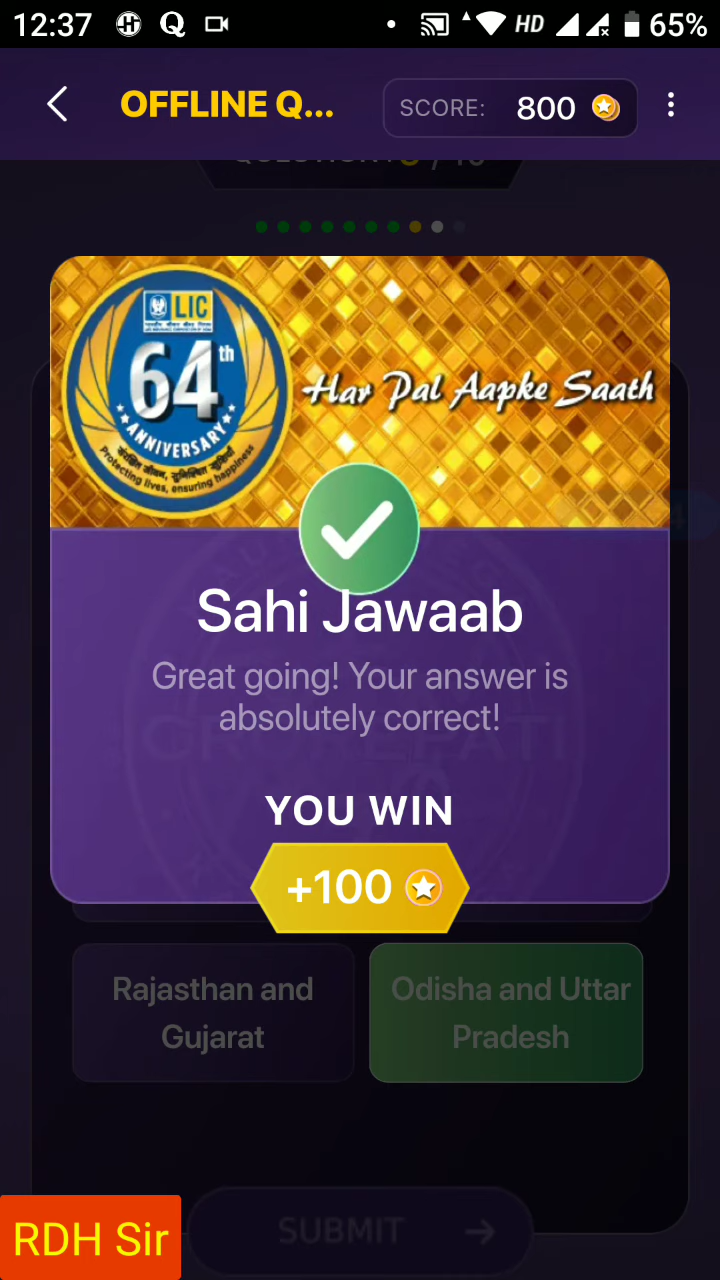 12:37
Q
HD
65%
OFFLINE Q...
SCORE: 800
LIC
64th
ANNIVERSARY
Protecting lives, ensuring happiness
Har Pal Aapke Saath
Sahi Jawaab
Great going! Your answer is
absolutely correct!
YOU WIN
+100
Rajasthan and
Gujarat
Odisha and Uttar
Pradesh
SUBMIT
RDH Sir